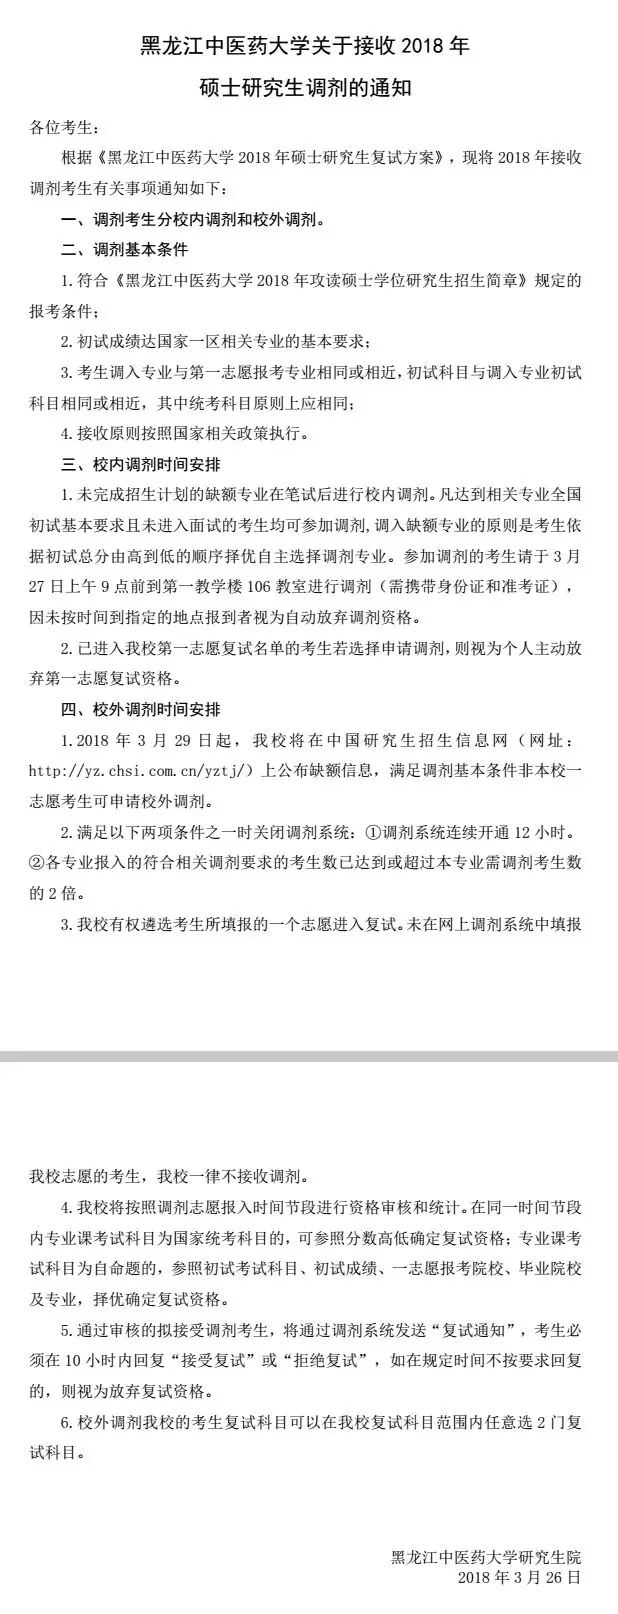 黑龙江中医药大学关于接收 2018 年
硕士研究生调剂的通知
各位考生：
根据《黑龙江中医药大学 2018 年硕士研究生复试方案》，现将 2018 年接收
调剂考生有关事项通知如下：
一、调剂考生分校内调剂和校外调剂。
二、调剂基本条件
1.符合《黑龙江中医药大学 2018 年攻读硕士学位研究生招生简章》规定的
报考条件；
2.初试成绩达国家一区相关专业的基本要求；
3.考生调入专业与第一志愿报考专业相同或相近，初试科目与调入专业初试
科目相同或相近，其中统考科目原则上应相同；
4.接收原则按照国家相关政策执行。
三、校内调剂时间安排
1.未完成招生计划的缺额专业在笔试后进行校内调剂。凡达到相关专业全国
初试基本要求且未进入面试的考生均可参加调剂，调入缺额专业的原则是考生依
据初试总分由高到低的顺序择优自主选择调剂专业。参加调剂的考生请于 3 月
27 日上午 9 点前到第一教学楼 106 教室进行调剂（需携带身份证和准考证），
因未按时间到指定的地点报到者视为自动放弃调剂资格。
2.已进入我校第一志愿复试名单的考生若选择申请调剂，则视为个人主动放
弃第一志愿复试资格。
四、校外调剂时间安排
1.2018 年 3 月 29 日起，我校将在中国研究生招生信息网（网址：
http://yz.chsi.com.cn/yztj/）上公布缺额信息，满足调剂基本条件非本校一
志愿考生可申请校外调剂。
2.满足以下两项条件之一时关闭调剂系统：①调剂系统连续开通 12 小时。
②各专业报入的符合相关调剂要求的考生数已达到或超过本专业需调剂考生数
的 2 倍。
3.我校有权遴选考生所填报的一个志愿进入复试。未在网上调剂系统中填报
我校志愿的考生，我校一律不接收调剂。
4.我校将按照调剂志愿报入时间节段进行资格审核和统计。在同一时间节段
内专业课考试科目为国家统考科目的，可参照分数高低确定复试资格；专业课考
试科目为自命题的，参照初试考试科目、初试成绩、一志愿报考院校、毕业院校
及专业，择优确定复试资格。
5.通过审核的拟接受调剂考生，将通过调剂系统发送“复试通知”，考生必
须在 10 小时内回复“接受复试”或“拒绝复试”，如在规定时间不按要求回复
的，则视为放弃复试资格。
6.校外调剂我校的考生复试科目可以在我校复试科目范围内任意选 2 门复
试科目。
黑龙江中医药大学研究生院
2018 年 3 月 26 日